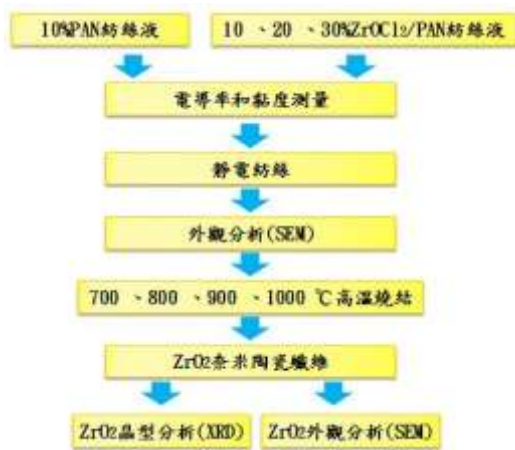 10%PAN紡絲液
10 、20 、30%ZrOCl2/PAN紡絲液
電導率和黏度測量
靜電紡絲
外觀分析(SEM)
700 、800 、900 、1000 ℃高溫燒結
ZrO2奈米陶瓷纖維
ZrO2晶型分析(XRD)
ZrO2外觀分析(SEM)